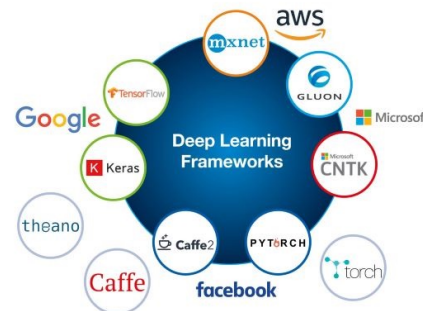 aws
mxnet
TensorFlow
GLUON
Google
Microsoft
Deep Learning
Frameworks
Keras
Microsoft
CNTK
theano
Caffe2
PYTORCH
torch
Caffe
facebook